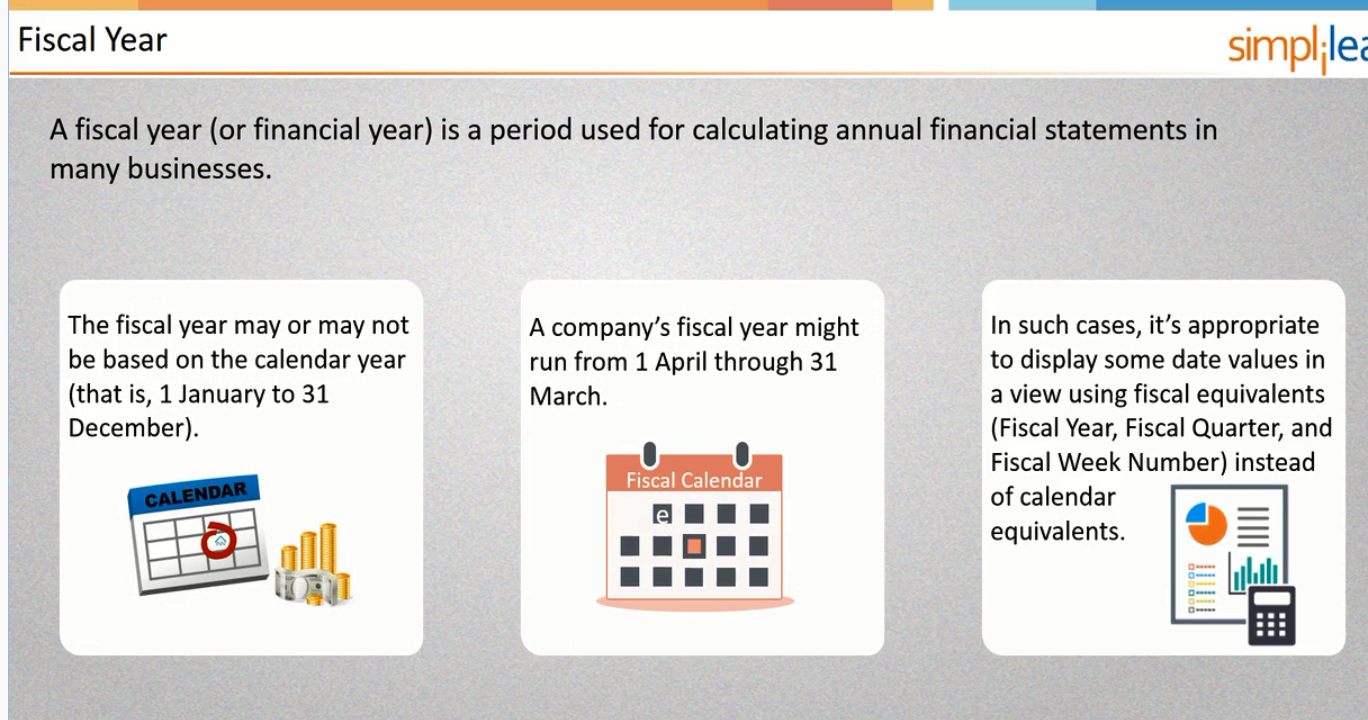 Fiscal Year
simplilea
A fiscal year (or financial year) is a period used for calculating annual financial statements in
many businesses.
The fiscal year may or may not
be based on the calendar year
(that is, 1 January to 31
December).
CALENDAR
A company’s fiscal year might
run from 1 April through 31
March.
Fiscal Calendar
e
In such cases, it’s appropriate
to display some date values in
a view using fiscal equivalents
(Fiscal Year, Fiscal Quarter, and
Fiscal Week Number) instead
of calendar
equivalents.